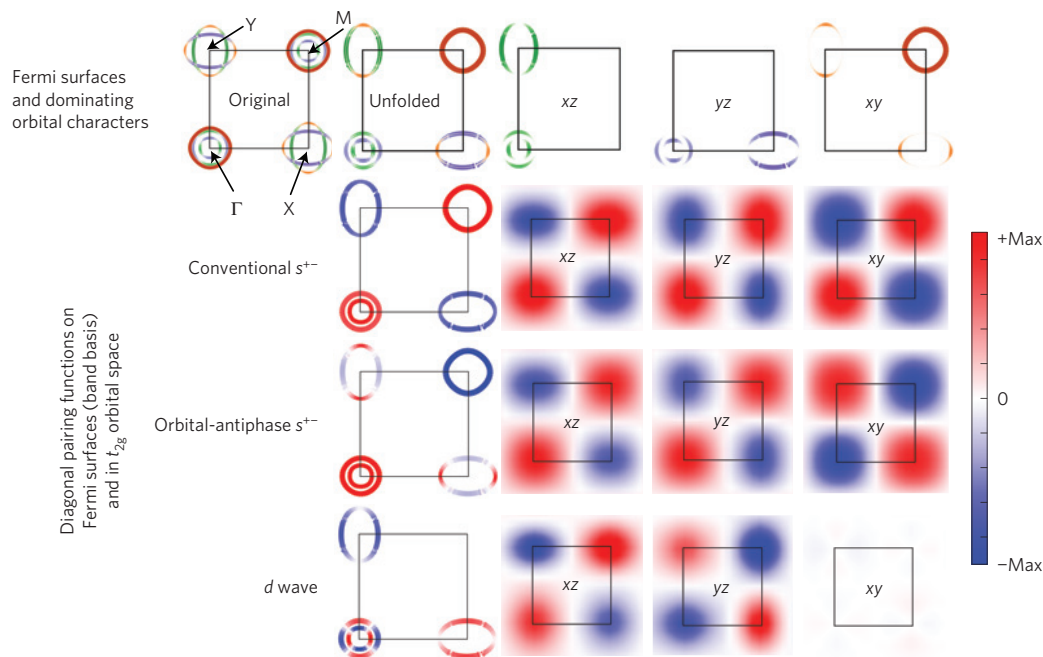 Y
M
Fermi surfaces
and dominating
orbital characters
Original
Unfolded
xz
yz
xy
Γ
X
Conventional s⁺⁻
xz
yz
xy
+Max
0
−Max
Diagonal pairing functions on
Fermi surfaces (band basis)
and in t₂g orbital space
Orbital-antiphase s⁺⁻
xz
yz
xy
d wave
xz
yz
xy